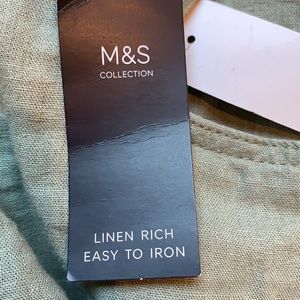 M&S
COLLECTION
LINEN RICH
EASY TO IRON